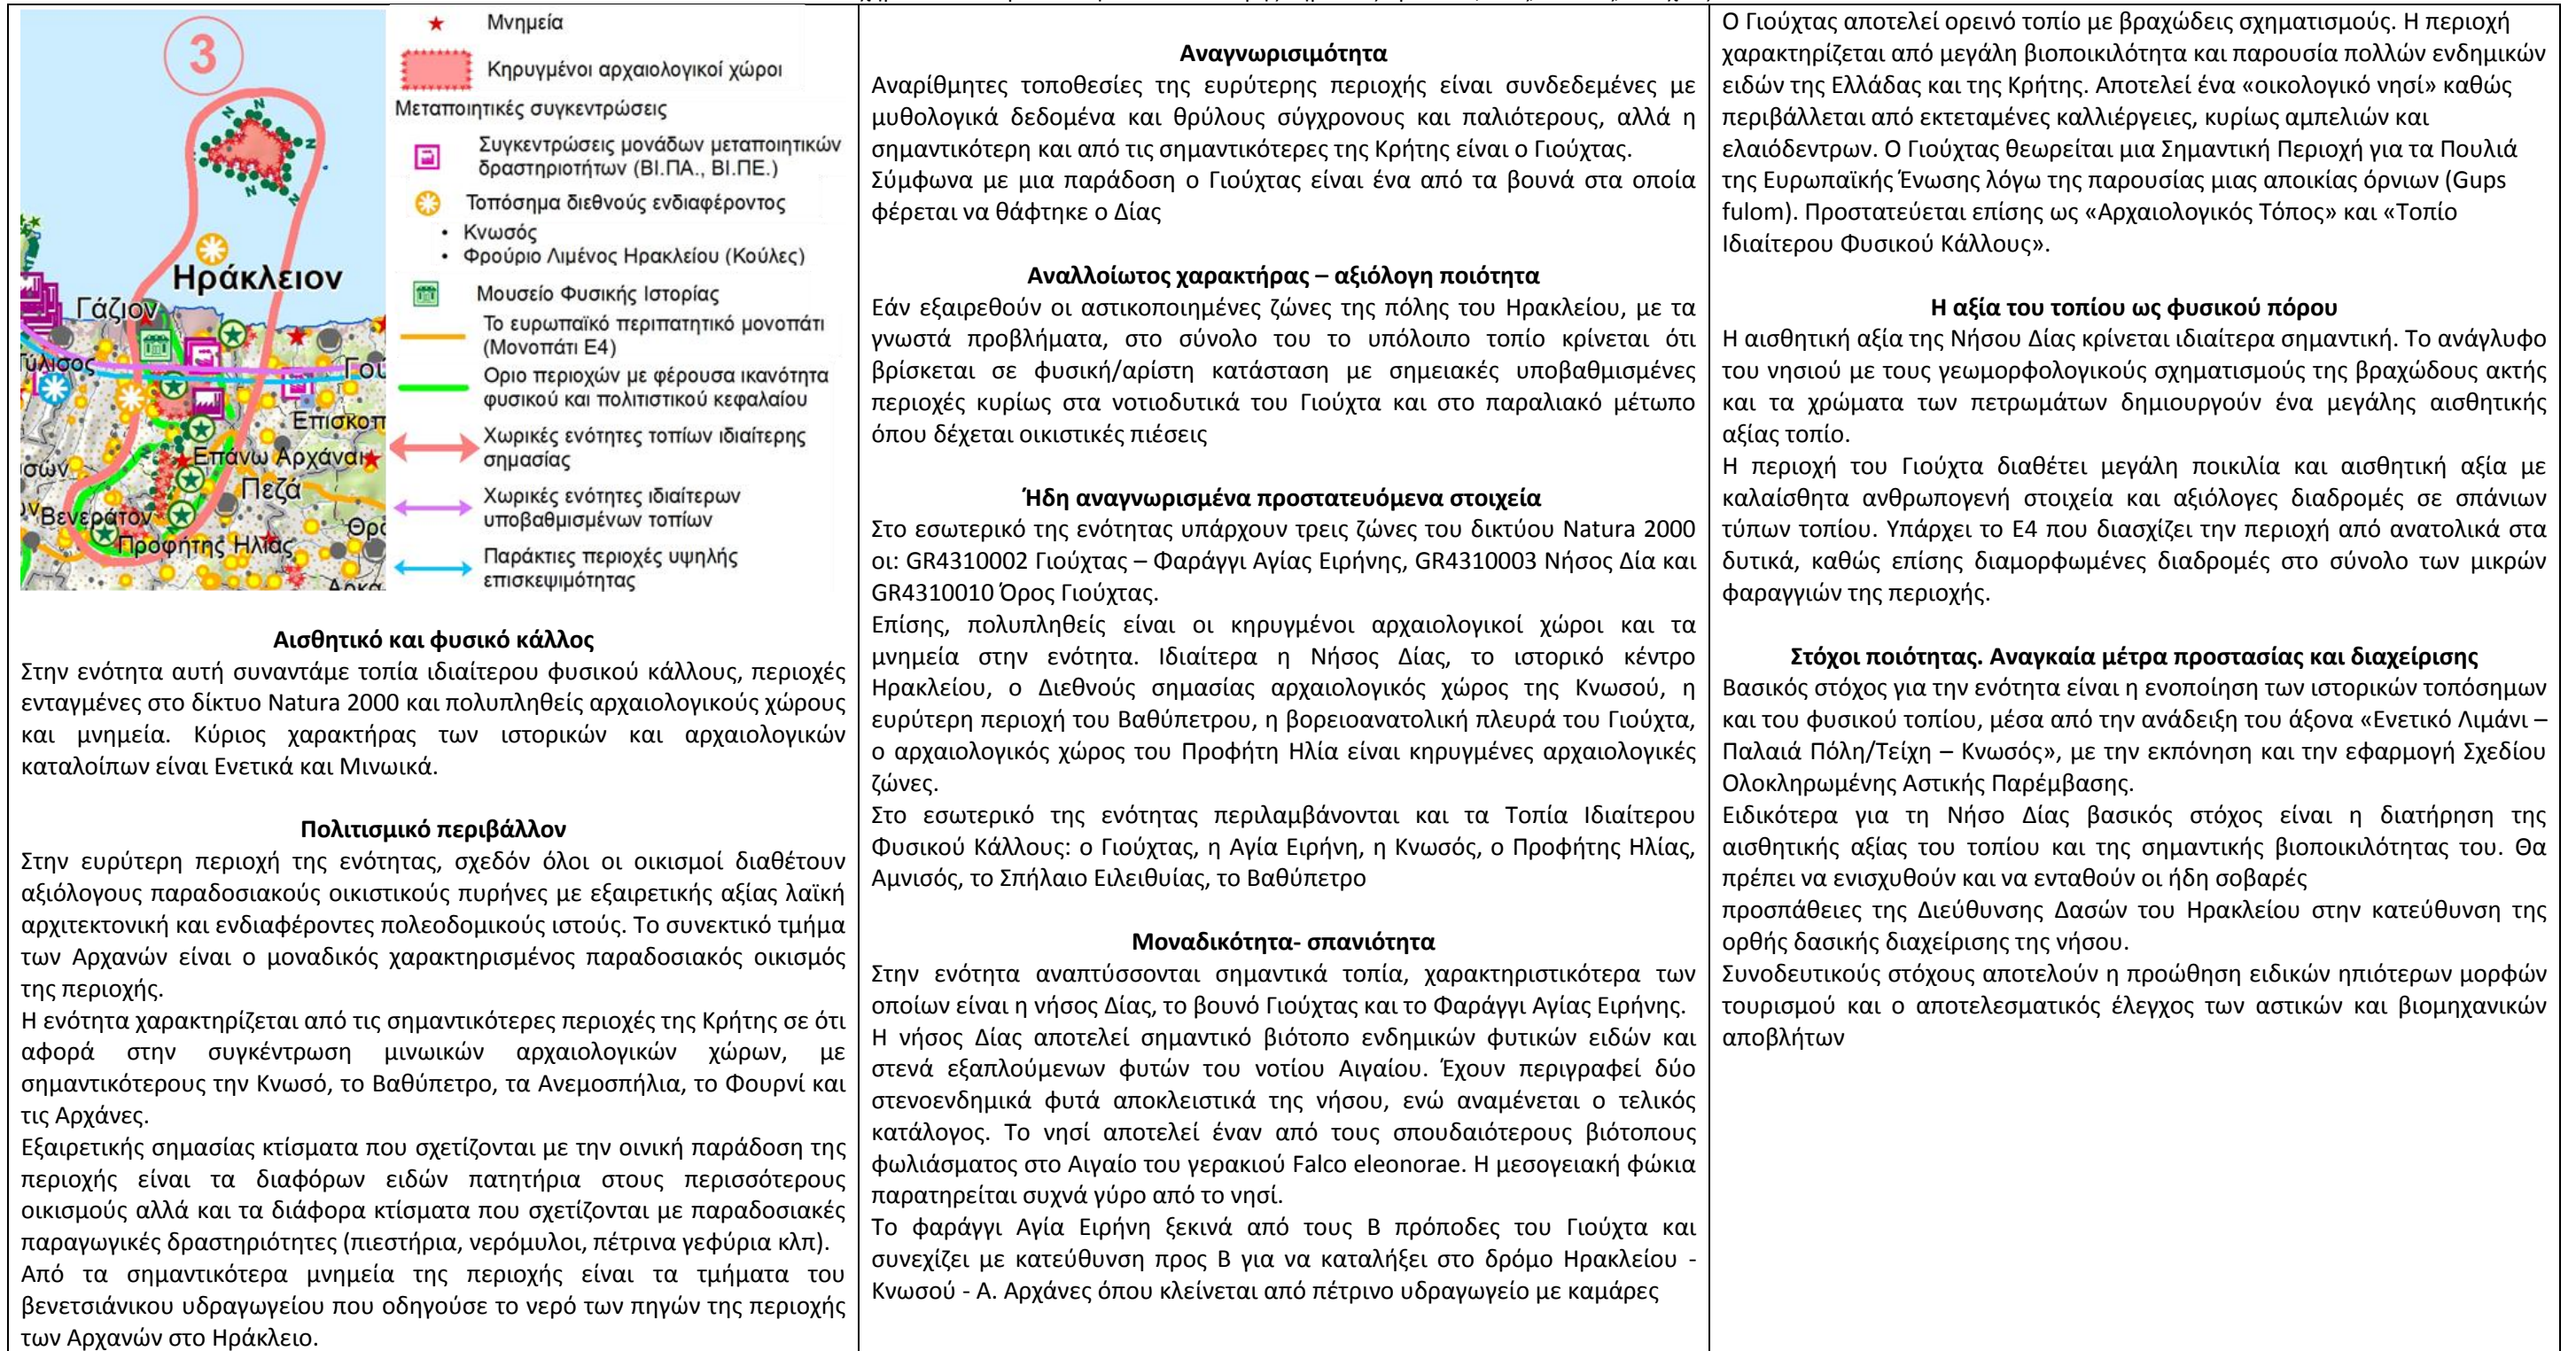 3
Ηράκλειον
Γάζιον
Τύλισος
Γου
Επισκοπ
Επάνω Αρχάναι
σών
Πεζά
Βενεράτον
Θρα
Προφήτης Ηλίας
Αρκα
Μνημεία
Κηρυγμένοι αρχαιολογικοί χώροι
Μεταποιητικές συγκεντρώσεις
Συγκεντρώσεις μονάδων μεταποιητικών
δραστηριοτήτων (ΒΙ.ΠΑ., ΒΙ.ΠΕ.)
Τοπόσημα διεθνούς ενδιαφέροντος
• Κνωσός
• Φρούριο Λιμένος Ηρακλείου (Κούλες)
Μουσείο Φυσικής Ιστορίας
Το ευρωπαϊκό περιπατητικό μονοπάτι
(Μονοπάτι Ε4)
Οριο περιοχών με φέρουσα ικανότητα
φυσικού και πολιτιστικού κεφαλαίου
Χωρικές ενότητες τοπίων ιδιαίτερης
σημασίας
Χωρικές ενότητες ιδιαίτερων
υποβαθμισμένων τοπίων
Παράκτιες περιοχές υψηλής
επισκεψιμότητας
Αισθητικό και φυσικό κάλλος
Στην ενότητα αυτή συναντάμε τοπία ιδιαίτερου φυσικού κάλλους, περιοχές
ενταγμένες στο δίκτυο Natura 2000 και πολυπληθείς αρχαιολογικούς χώρους
και μνημεία. Κύριος χαρακτήρας των ιστορικών και αρχαιολογικών
καταλοίπων είναι Ενετικά και Μινωικά.
Πολιτισμικό περιβάλλον
Στην ευρύτερη περιοχή της ενότητας, σχεδόν όλοι οι οικισμοί διαθέτουν
αξιόλογους παραδοσιακούς οικιστικούς πυρήνες με εξαιρετικής αξίας λαϊκή
αρχιτεκτονική και ενδιαφέροντες πολεοδομικούς ιστούς. Το συνεκτικό τμήμα
των Αρχανών είναι ο μοναδικός χαρακτηρισμένος παραδοσιακός οικισμός
της περιοχής.
Η ενότητα χαρακτηρίζεται από τις σημαντικότερες περιοχές της Κρήτης σε ότι
αφορά στην συγκέντρωση μινωικών αρχαιολογικών χώρων, με
σημαντικότερους την Κνωσό, το Βαθύπετρο, τα Ανεμοσπήλια, το Φουρνί και
τις Αρχάνες.
Εξαιρετικής σημασίας κτίσματα που σχετίζονται με την οινική παράδοση της
περιοχής είναι τα διαφόρων ειδών πατητήρια στους περισσότερους
οικισμούς αλλά και τα διάφορα κτίσματα που σχετίζονται με παραδοσιακές
παραγωγικές δραστηριότητες (πιεστήρια, νερόμυλοι, πέτρινα γεφύρια κλπ).
Από τα σημαντικότερα μνημεία της περιοχής είναι τα τμήματα του
βενετσιάνικου υδραγωγείου που οδηγούσε το νερό των πηγών της περιοχής
των Αρχανών στο Ηράκλειο.
Αναγνωρισιμότητα
Αναρίθμητες τοποθεσίες της ευρύτερης περιοχής είναι συνδεδεμένες με
μυθολογικά δεδομένα και θρύλους σύγχρονους και παλιότερους, αλλά η
σημαντικότερη και από τις σημαντικότερες της Κρήτης είναι ο Γιούχτας.
Σύμφωνα με μια παράδοση ο Γιούχτας είναι ένα από τα βουνά στα οποία
φέρεται να θάφτηκε ο Δίας
Αναλλοίωτος χαρακτήρας – αξιόλογη ποιότητα
Εάν εξαιρεθούν οι αστικοποιημένες ζώνες της πόλης του Ηρακλείου, με τα
γνωστά προβλήματα, στο σύνολο του το υπόλοιπο τοπίο κρίνεται ότι
βρίσκεται σε φυσική/αρίστη κατάσταση με σημειακές υποβαθμισμένες
περιοχές κυρίως στα νοτιοδυτικά του Γιούχτα και στο παραλιακό μέτωπο
όπου δέχεται οικιστικές πιέσεις
Ήδη αναγνωρισμένα προστατευόμενα στοιχεία
Στο εσωτερικό της ενότητας υπάρχουν τρεις ζώνες του δικτύου Natura 2000
οι: GR4310002 Γιούχτας – Φαράγγι Αγίας Ειρήνης, GR4310003 Νήσος Δία και
GR4310010 Όρος Γιούχτας.
Επίσης, πολυπληθείς είναι οι κηρυγμένοι αρχαιολογικοί χώροι και τα
μνημεία στην ενότητα. Ιδιαίτερα η Νήσος Δίας, το ιστορικό κέντρο
Ηρακλείου, ο Διεθνούς σημασίας αρχαιολογικός χώρος της Κνωσού, η
ευρύτερη περιοχή του Βαθύπετρου, η βορειοανατολική πλευρά του Γιούχτα,
ο αρχαιολογικός χώρος του Προφήτη Ηλία είναι κηρυγμένες αρχαιολογικές
ζώνες.
Στο εσωτερικό της ενότητας περιλαμβάνονται και τα Τοπία Ιδιαίτερου
Φυσικού Κάλλους: ο Γιούχτας, η Αγία Ειρήνη, η Κνωσός, ο Προφήτης Ηλίας,
Αμνισός, το Σπήλαιο Ειλειθυίας, το Βαθύπετρο
Μοναδικότητα- σπανιότητα
Στην ενότητα αναπτύσσονται σημαντικά τοπία, χαρακτηριστικότερα των
οποίων είναι η νήσος Δίας, το βουνό Γιούχτας και το Φαράγγι Αγίας Ειρήνης.
Η νήσος Δίας αποτελεί σημαντικό βιότοπο ενδημικών φυτικών ειδών και
στενά εξαπλούμενων φυτών του νοτίου Αιγαίου. Έχουν περιγραφεί δύο
στενοενδημικά φυτά αποκλειστικά της νήσου, ενώ αναμένεται ο τελικός
κατάλογος. Το νησί αποτελεί έναν από τους σπουδαιότερους βιότοπους
φωλιάσματος στο Αιγαίο του γερακιού Falco eleonorae. Η μεσογειακή φώκια
παρατηρείται συχνά γύρο από το νησί.
Το φαράγγι Αγία Ειρήνη ξεκινά από τους Β πρόποδες του Γιούχτα και
συνεχίζει με κατεύθυνση προς Β για να καταλήξει στο δρόμο Ηρακλείου -
Κνωσού - Α. Αρχάνες όπου κλείνεται από πέτρινο υδραγωγείο με καμάρες
Ο Γιούχτας αποτελεί ορεινό τοπίο με βραχώδεις σχηματισμούς. Η περιοχή
χαρακτηρίζεται από μεγάλη βιοποικιλότητα και παρουσία πολλών ενδημικών
ειδών της Ελλάδας και της Κρήτης. Αποτελεί ένα «οικολογικό νησί» καθώς
περιβάλλεται από εκτεταμένες καλλιέργειες, κυρίως αμπελιών και
ελαιόδεντρων. Ο Γιούχτας θεωρείται μια Σημαντική Περιοχή για τα Πουλιά
της Ευρωπαϊκής Ένωσης λόγω της παρουσίας μιας αποικίας όρνιων (Gups
fulom). Προστατεύεται επίσης ως «Αρχαιολογικός Τόπος» και «Τοπίο
Ιδιαίτερου Φυσικού Κάλλους».
Η αξία του τοπίου ως φυσικού πόρου
Η αισθητική αξία της Νήσου Δίας κρίνεται ιδιαίτερα σημαντική. Το ανάγλυφο
του νησιού με τους γεωμορφολογικούς σχηματισμούς της βραχώδους ακτής
και τα χρώματα των πετρωμάτων δημιουργούν ένα μεγάλης αισθητικής
αξίας τοπίο.
Η περιοχή του Γιούχτα διαθέτει μεγάλη ποικιλία και αισθητική αξία με
καλαίσθητα ανθρωπογενή στοιχεία και αξιόλογες διαδρομές σε σπάνιων
τύπων τοπίου. Υπάρχει το Ε4 που διασχίζει την περιοχή από ανατολικά στα
δυτικά, καθώς επίσης διαμορφωμένες διαδρομές στο σύνολο των μικρών
φαραγγιών της περιοχής.
Στόχοι ποιότητας. Αναγκαία μέτρα προστασίας και διαχείρισης
Βασικός στόχος για την ενότητα είναι η ενοποίηση των ιστορικών τοπόσημων
και του φυσικού τοπίου, μέσα από την ανάδειξη του άξονα «Ενετικό Λιμάνι –
Παλαιά Πόλη/Τείχη – Κνωσός», με την εκπόνηση και την εφαρμογή Σχεδίου
Ολοκληρωμένης Αστικής Παρέμβασης.
Ειδικότερα για τη Νήσο Δίας βασικός στόχος είναι η διατήρηση της
αισθητικής αξίας του τοπίου και της σημαντικής βιοποικιλότητας του. Θα
πρέπει να ενισχυθούν και να ενταθούν οι ήδη σοβαρές
προσπάθειες της Διεύθυνσης Δασών του Ηρακλείου στην κατεύθυνση της
ορθής δασικής διαχείρισης της νήσου.
Συνοδευτικούς στόχους αποτελούν η προώθηση ειδικών ηπιότερων μορφών
τουρισμού και ο αποτελεσματικός έλεγχος των αστικών και βιομηχανικών
αποβλήτων